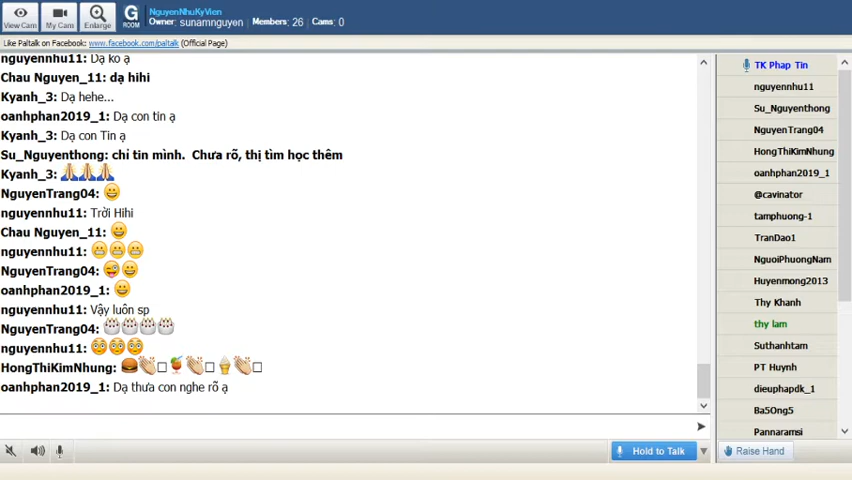 NguyenNhuKyVien
Owner: sunamnguyen Members: 26 Cams: 0
View Cam My Cam Enlarge G ROOM
Like Paltalk on Facebook: www.facebook.com/paltalk (Official Page)
nguyennhu11: Dạ ko ạ
Chau Nguyen_11: dạ hihi
Kyanh_3: Dạ hehe...
oanhphan2019_1: Dạ con tin ạ
Kyanh_3: Dạ con Tin ạ
Su_Nguyenthong: chỉ tin mình. Chưa rõ, thị tìm học thêm
Kyanh_3: 🙏🙏🙏
NguyenTrang04: 😀
nguyennhu11: Trời Hihi
Chau Nguyen_11: 😀
nguyennhu11: 😬😬😬
NguyenTrang04: 😜😀
oanhphan2019_1: 😀
nguyennhu11: Vậy luôn sp
NguyenTrang04: 🎂🎂🎂🎂
nguyennhu11: 😳😳😳
HongThiKimNhung: 🍔👏□🍹👏□🍦👏□
oanhphan2019_1: Dạ thưa con nghe rõ ạ
Hold to Talk
TK Phap Tin
nguyennhu11
Su_Nguyenthong
NguyenTrang04
HongThiKimNhung
oanhphan2019_1
@cavinator
tamphuong-1
TranDao1
NguoiPhuongNam
Huyenmong2013
Thy Khanh
thy lam
Suthanhtam
PT Huynh
dieuphapdk_1
Ba5Ong5
Pannaramsi
Raise Hand